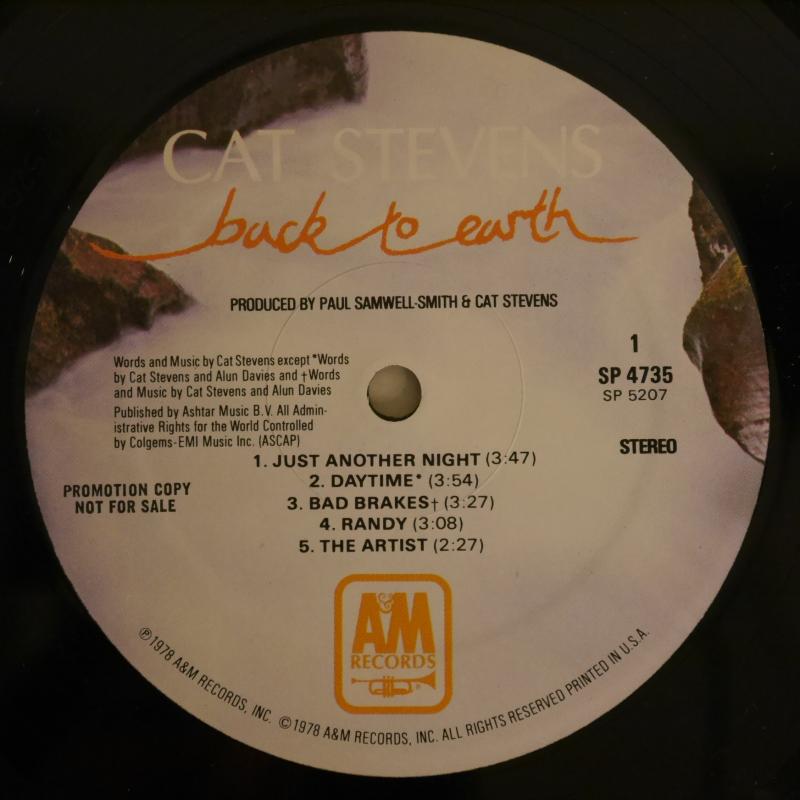 CAT STEVENS
back to earth
PRODUCED BY PAUL SAMWELL-SMITH & CAT STEVENS
Words and Music by Cat Stevens except *Words
by Cat Stevens and Alun Davies and †Words
and Music by Cat Stevens and Alun Davies
Published by Ashtar Music B.V. All Admin-
istrative Rights for the World Controlled
by Colgems-EMI Music Inc. (ASCAP)
1
SP 4735
SP 5207
STEREO
PROMOTION COPY
NOT FOR SALE
1. JUST ANOTHER NIGHT (3:47)
2. DAYTIME* (3:54)
3. BAD BRAKES† (3:27)
4. RANDY (3:08)
5. THE ARTIST (2:27)
A&M
RECORDS
®
℗1978 A&M RECORDS, INC. ©1978 A&M RECORDS, INC. ALL RIGHTS RESERVED PRINTED IN U.S.A.